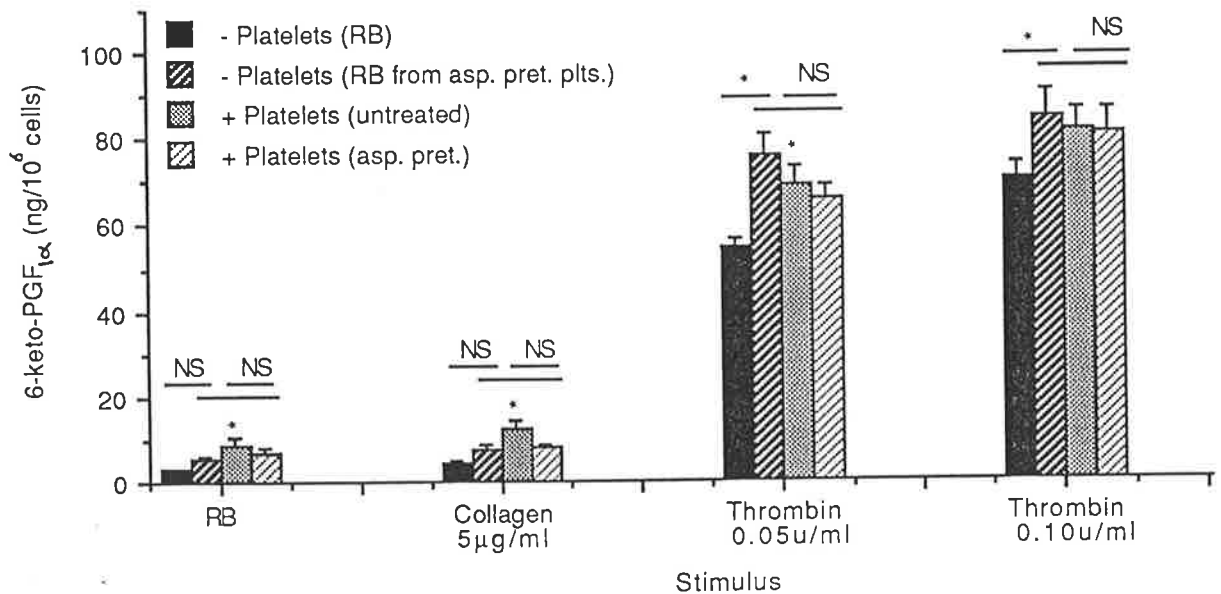 - Platelets (RB)
- Platelets (RB from asp. pret. plts.)
+ Platelets (untreated)
+ Platelets (asp. pret.)
6-keto-PGF1α (ng/10⁶ cells)
100
80
60
40
20
0
NS NS
*
NS NS
*
* NS
*
* NS
RB
Collagen
5µg/ml
Thrombin
0.05u/ml
Thrombin
0.10u/ml
Stimulus